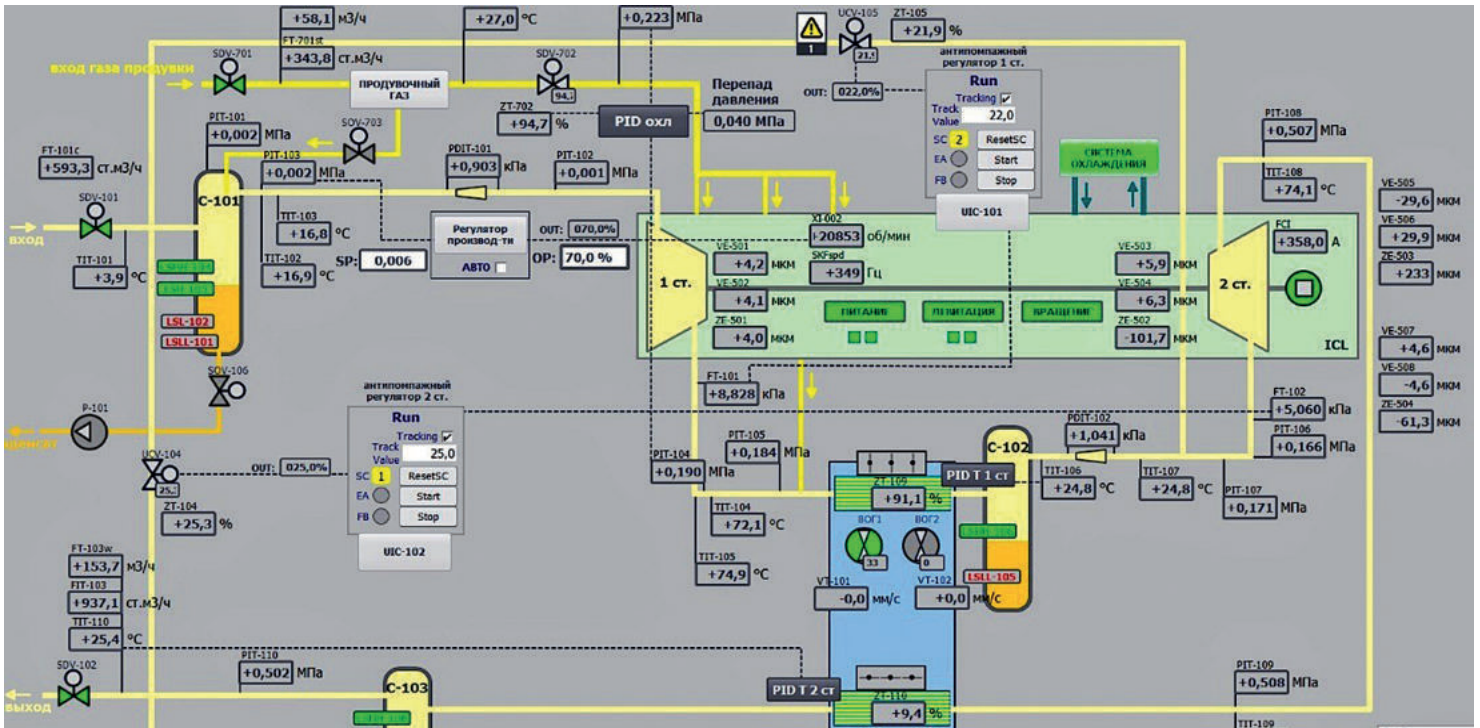 +58,1 м3/ч
FT-701st
+343,8 ст.м3/ч
+27,0 °C
+0,223 МПа
1
UCV-105
ZT-105
+21,9 %
21,9
SDV-701
вход газа продувки
ПРОДУВОЧНЫЙ
ГАЗ
SDV-702
94,7
ZT-702
+94,7 %
PID охл
Перепад
давления
0,040 МПа
OUT: 022,0%
антипомпажный
регулятор 1 ст.
Run
Tracking
Track
Value
22,0
SC 2 ResetSC
EA Start
FB Stop
UIC-101
СИСТЕМА
ОХЛАЖДЕНИЯ
PIT-108
+0,507 МПа
TIT-108
+74,1 °C
VE-505
-29,6 мкм
VE-506
+29,9 мкм
ZE-503
+233 мкм
VE-507
+4,6 мкм
VE-508
-4,6 мкм
ZE-504
-61,3 мкм
FT-101c
+593,3 ст.м3/ч
PIT-101
+0,002 МПа
SOV-703
PIT-103
+0,002 МПа
PDIT-101
+0,903 кПа
PIT-102
+0,001 МПа
SDV-101
вход
C-101
TIT-101
+3,9 °C
TIT-103
+16,8 °C
TIT-102
+16,9 °C
LSL-102
LSLL-101
SOV-106
P-101
Регулятор
производ-ти
АВТО
OUT: 070,0%
SP: 0,006
OP: 70,0 %
XI-002
+20853 об/мин
SKFspd
+349 Гц
1 ст.
VE-501
+4,2 мкм
VE-502
+4,1 мкм
ZE-501
+4,0 мкм
VE-503
+5,9 мкм
VE-504
+6,3 мкм
ZE-502
-101,7 мкм
2 ст.
FCI
+358,0 А
ПИТАНИЕ
ЛЕВИТАЦИЯ
ВРАЩЕНИЕ
ICL
антипомпажный
регулятор 2 ст.
Run
Tracking
Track
Value
25,0
SC 1 ResetSC
EA Start
FB Stop
UIC-102
UCV-104
OUT: 025,0%
ZT-104
+25,3 %
FT-101
+8,828 кПа
PIT-104
+0,190 МПа
PIT-105
+0,184 МПа
TIT-104
+72,1 °C
TIT-105
+74,9 °C
PID T 1 ст
ZT-109
+91,1 %
ВОГ1
33
ВОГ2
0
VT-101
-0,0 мм/с
VT-102
+0,0 мм/с
C-102
LSLL-105
PDIT-102
+1,041 кПа
TIT-106
+24,8 °C
TIT-107
+24,8 °C
FT-102
+5,060 кПа
PIT-106
+0,166 МПа
PIT-107
+0,171 МПа
FT-103w
+153,7 м3/ч
FIT-103
+937,1 ст.м3/ч
TIT-110
+25,4 °C
SDV-102
выход
PIT-110
+0,502 МПа
C-103
PID T 2 ст
ZT-110
+9,4 %
PIT-109
+0,508 МПа
TIT-109